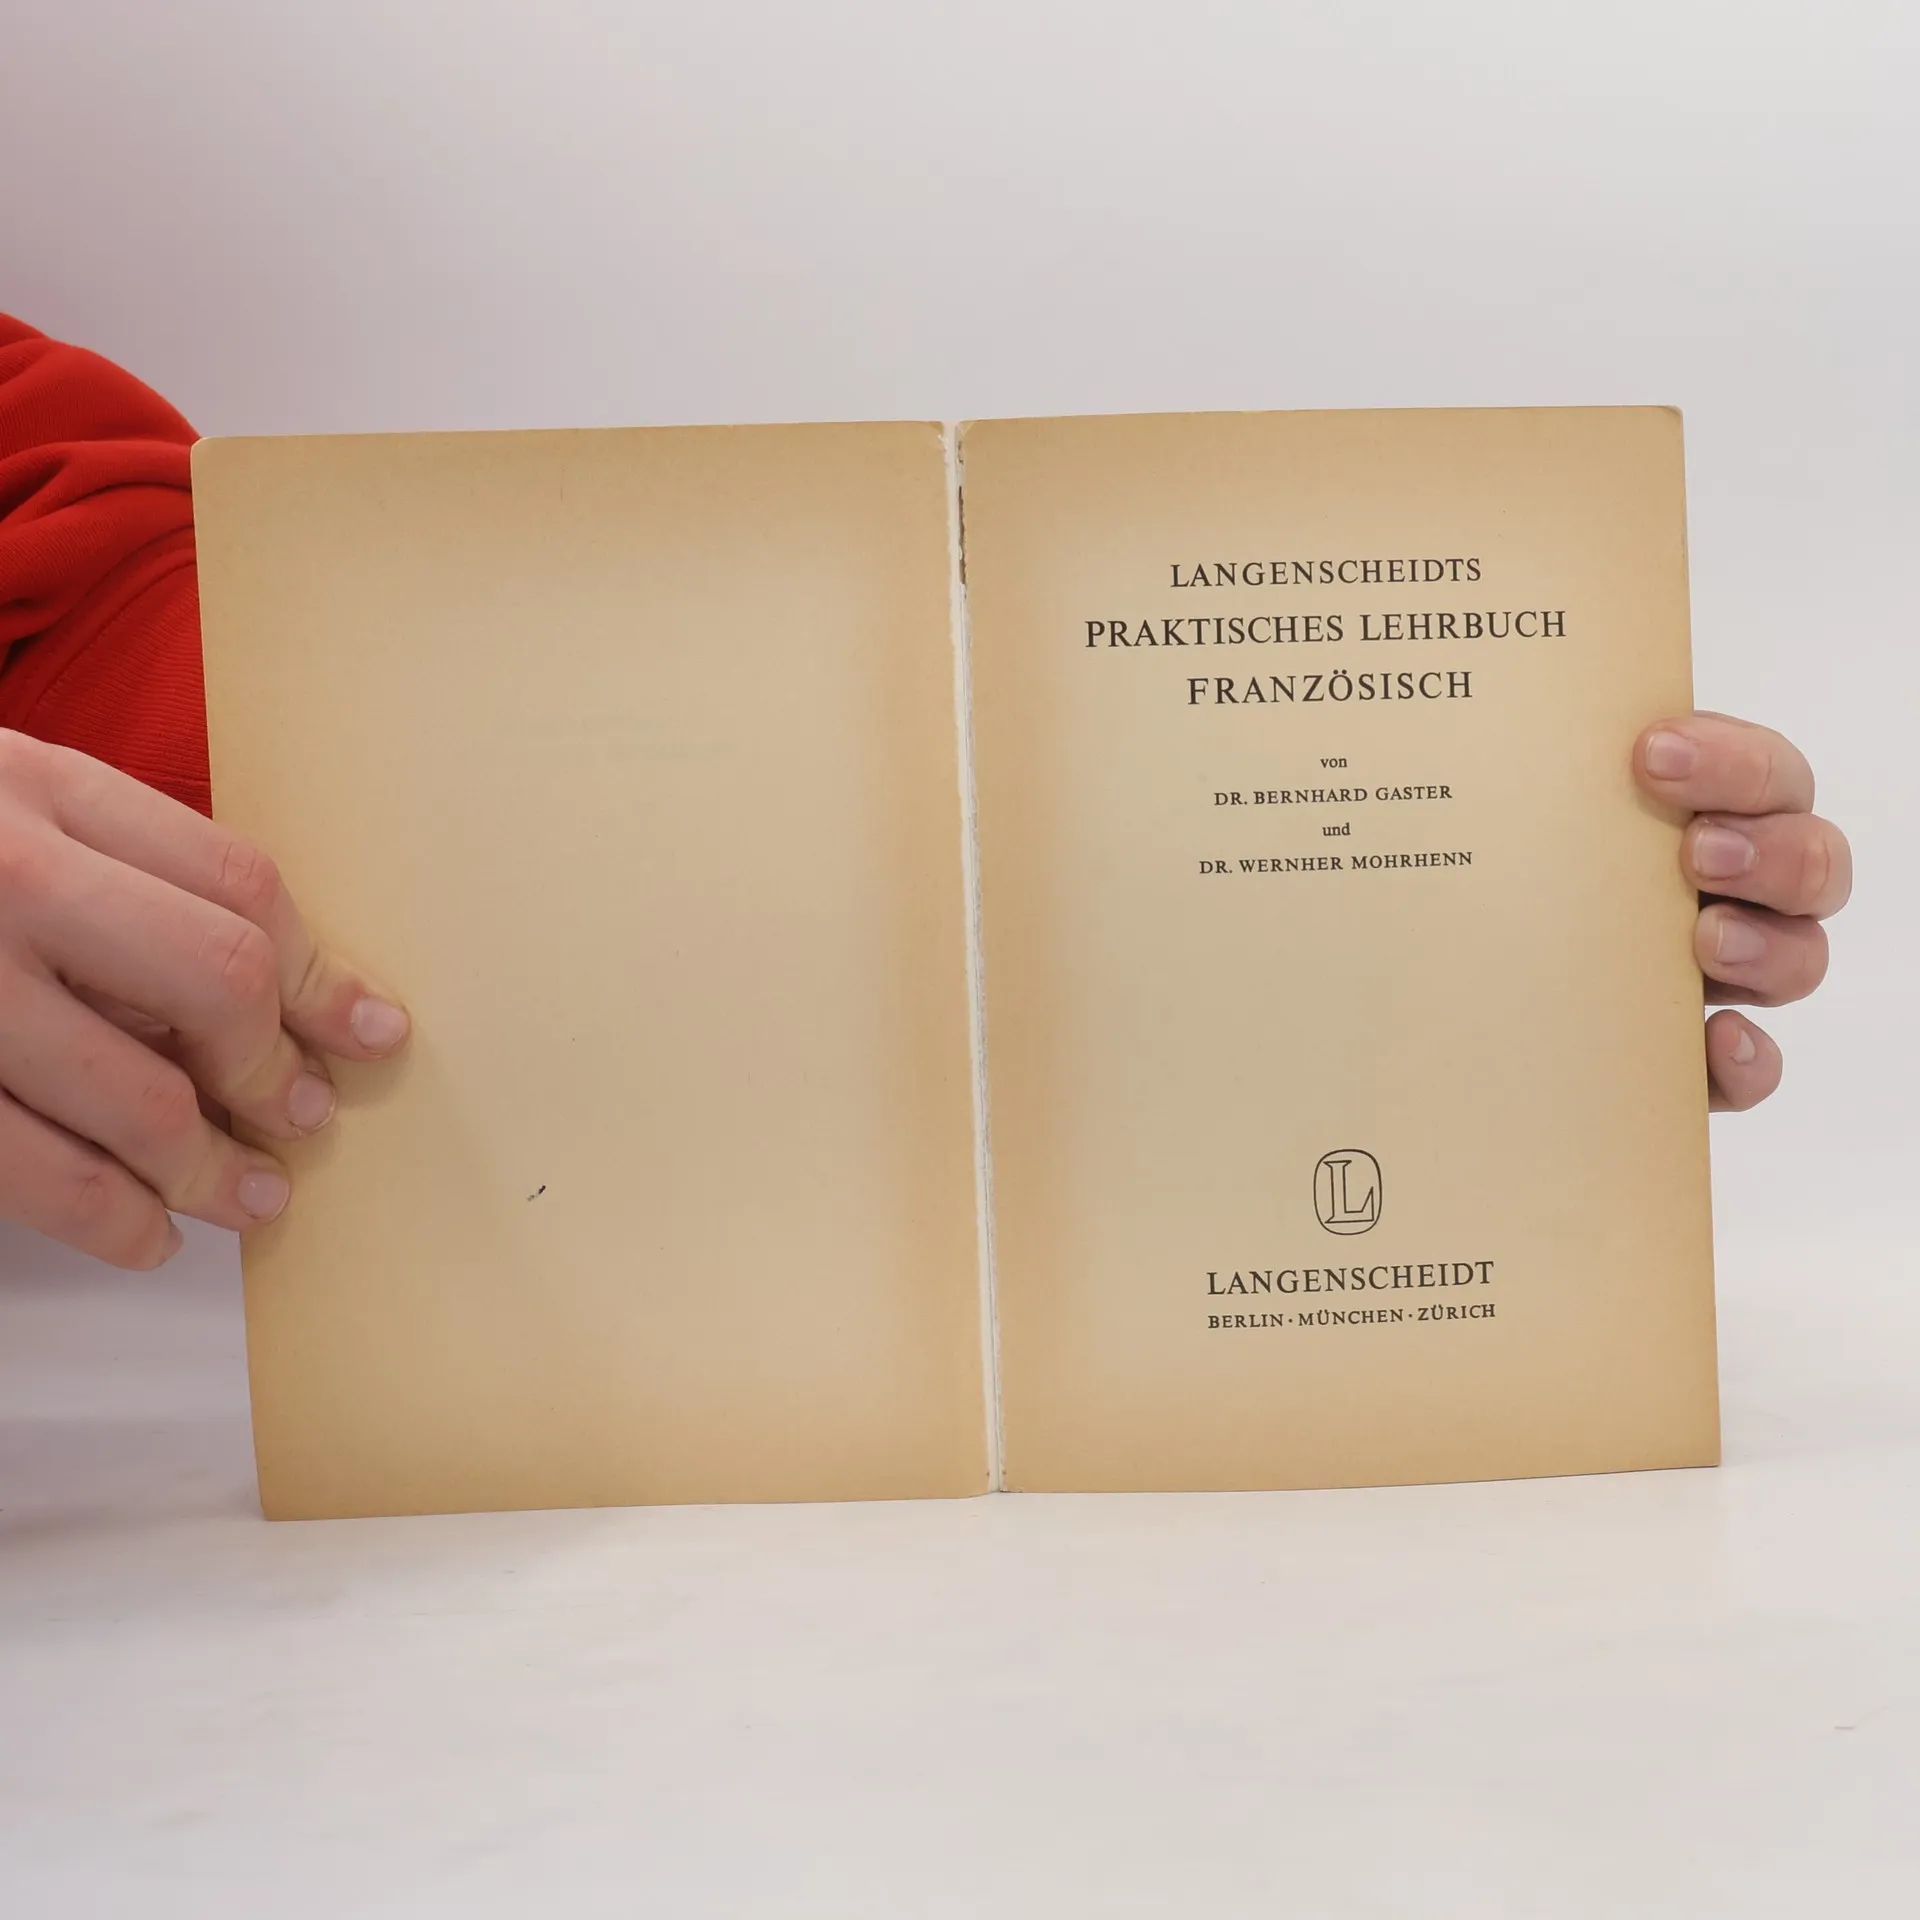 LANGENSCHEIDTS
PRAKTISCHES LEHRBUCH
FRANZÖSISCH
von
DR. BERNHARD GASTER
und
DR. WERNHER MOHRHENN
L
LANGENSCHEIDT
BERLIN · MÜNCHEN · ZÜRICH